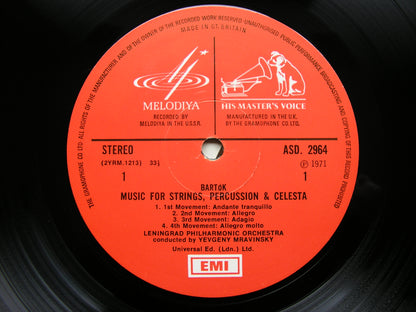 ALL RIGHTS OF THE MANUFACTURER AND OF THE OWNER OF THE RECORDED WORK RESERVED·UNAUTHORISED PUBLIC PERFORMANCE BROADCASTING AND COPYING OF THIS RECORD PROHIBITED
THE GRAMOPHONE CO LTD.
MADE IN GT. BRITAIN
MELODIYA
RECORDED BY
MELODIYA IN THE U.S.S.R.
HIS MASTER'S VOICE
MANUFACTURED IN THE U.K.
BY THE GRAMOPHONE CO LTD.
STEREO
ASD. 2964
(2YRM.1213) 33⅓
℗ 1971
1
1
BARTóK
MUSIC FOR STRINGS, PERCUSSION & CELESTA
1. 1st Movement: Andante tranquillo
2. 2nd Movement: Allegro
3. 3rd Movement: Adagio
4. 4th Movement: Allegro molto
LENINGRAD PHILHARMONIC ORCHESTRA
conducted by YEVGENY MRAVINSKY
Universal Ed. (Ldn.) Ltd.
EMI